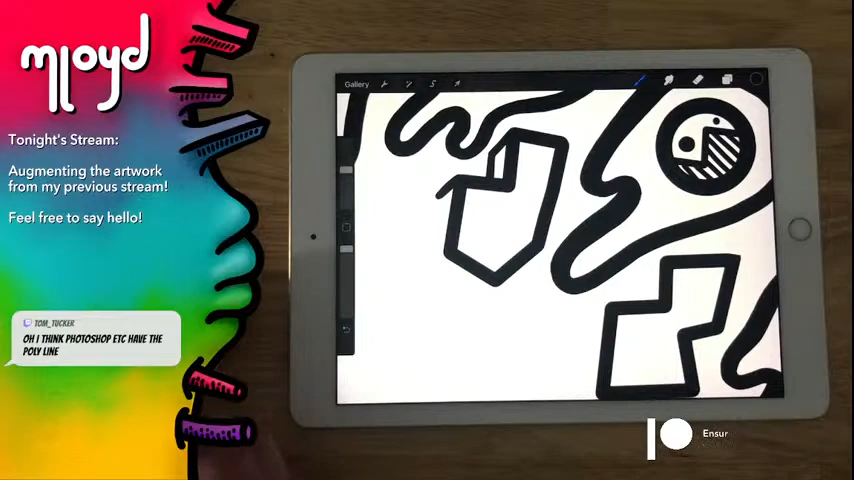 mloyd
Tonight's Stream:
Augmenting the artwork
from my previous stream!
Feel free to say hello!
TOM_TUCKER
OH I THINK PHOTOSHOP ETC HAVE THE
POLY LINE
Gallery
Ensur